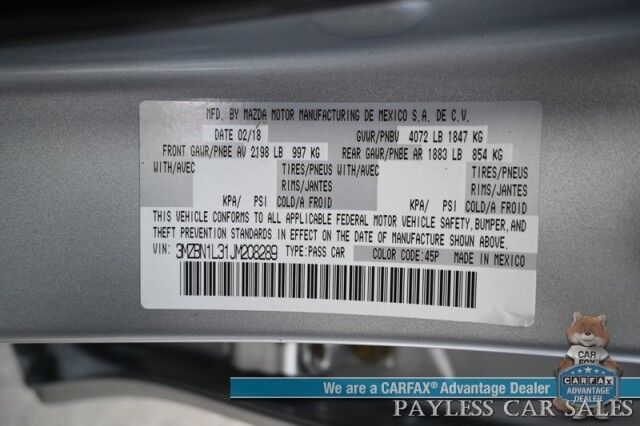 MFD. BY MAZDA MOTOR MANUFACTURING DE MEXICO S.A. DE C.V.
DATE 02/18 GVWR/PNBV 4072 LB 1847 KG
FRONT GAWR/PNBE AV 2198 LB 997 KG REAR GAWR/PNBE AR 1883 LB 854 KG
WITH/AVEC TIRES/PNEUS WITH/AVEC TIRES/PNEUS
RIMS/JANTES RIMS/JANTES
KPA/ PSI COLD/A FROID KPA/ PSI COLD/A FROID
THIS VEHICLE CONFORMS TO ALL APPLICABLE FEDERAL MOTOR VEHICLE SAFETY, BUMPER, AND
THEFT PREVENTION STANDARDS IN EFFECT ON THE DATE OF MANUFACTURE SHOWN ABOVE.
VIN: 3MZBN1L31JM208289 TYPE:PASS CAR COLOR CODE:45P MADE IN MEXICO
CAR
FOX
We are a CARFAX® Advantage Dealer
CARFAX
ADVANTAGE
DEALER
PAYLESS CAR SALES